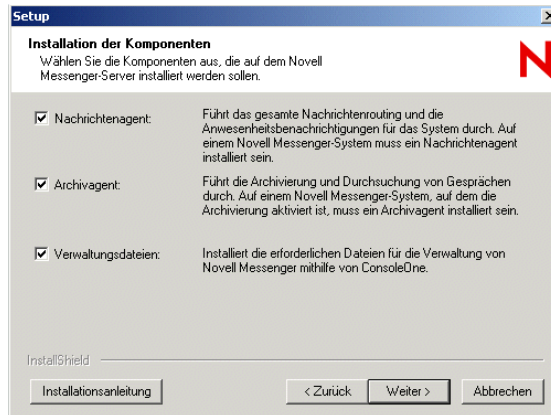 Setup
Installation der Komponenten
Wählen Sie die Komponenten aus, die auf dem Novell
Messenger-Server installiert werden sollen.
N
Nachrichtenagent:
Führt das gesamte Nachrichtenrouting und die
Anwesenheitsbenachrichtigungen für das System durch. Auf
einem Novell Messenger-System muss ein Nachrichtenagent
installiert sein.
Archivagent:
Führt die Archivierung und Durchsuchung von Gesprächen
durch. Auf einem Novell Messenger-System, auf dem die
Archivierung aktiviert ist, muss ein Archivagent installiert sein.
Verwaltungsdateien:
Installiert die erforderlichen Dateien für die Verwaltung von
Novell Messenger mithilfe von ConsoleOne.
InstallShield
Installationsanleitung
< Zurück
Weiter >
Abbrechen